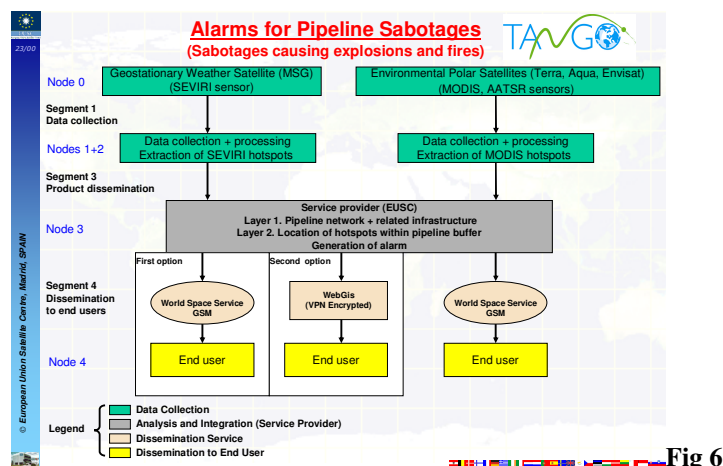 Alarms for Pipeline Sabotages
(Sabotages causing explosions and fires)
TANGO
23/00
Node 0
Geostationary Weather Satellite (MSG)
(SEVIRI sensor)
Environmental Polar Satellites (Terra, Aqua, Envisat)
(MODIS, AATSR sensors)
Segment 1
Data collection
Nodes 1+2
Data collection + processing
Extraction of SEVIRI hotspots
Data collection + processing
Extraction of MODIS hotspots
Segment 3
Product dissemination
Node 3
Service provider (EUSC)
Layer 1. Pipeline network + related infrastructure
Layer 2. Location of hotspots within pipeline buffer
Generation of alarm
First option
Second option
Segment 4
Dissemination
to end users
World Space Service
GSM
WebGis
(VPN Encrypted)
World Space Service
GSM
Node 4
End user
End user
End user
© European Union Satellite Centre, Madrid, SPAIN
Legend
Data Collection
Analysis and Integration (Service Provider)
Dissemination Service
Dissemination to End User
Fig 6